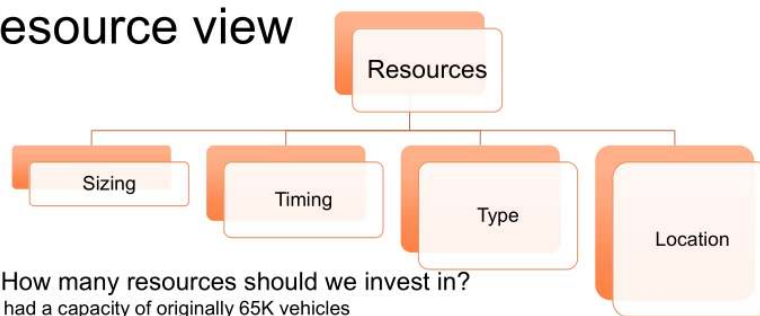 esource view
Resources
Sizing
Timing
Type
Location
How many resources should we invest in?
had a capacity of originally 65K vehicles